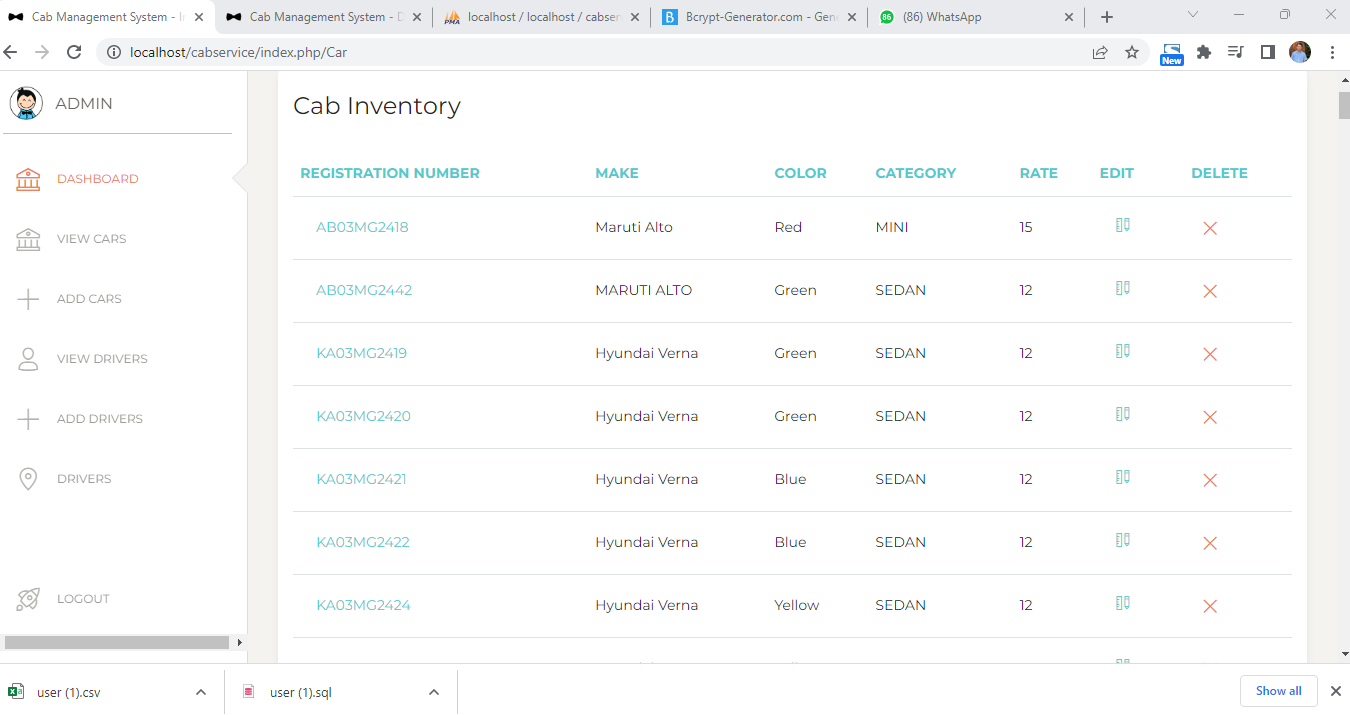 Cab Management System - I
Cab Management System - D
localhost / localhost / cabser
Bcrypt-Generator.com - Gen
86
(86) WhatsApp
localhost/cabservice/index.php/Car
New
ADMIN
DASHBOARD
VIEW CARS
ADD CARS
VIEW DRIVERS
ADD DRIVERS
DRIVERS
LOGOUT
Cab Inventory
REGISTRATION NUMBER MAKE COLOR CATEGORY RATE EDIT DELETE
AB03MG2418 Maruti Alto Red MINI 15
AB03MG2442 MARUTI ALTO Green SEDAN 12
KA03MG2419 Hyundai Verna Green SEDAN 12
KA03MG2420 Hyundai Verna Green SEDAN 12
KA03MG2421 Hyundai Verna Blue SEDAN 12
KA03MG2422 Hyundai Verna Blue SEDAN 12
KA03MG2424 Hyundai Verna Yellow SEDAN 12
user (1).csv
user (1).sql
Show all